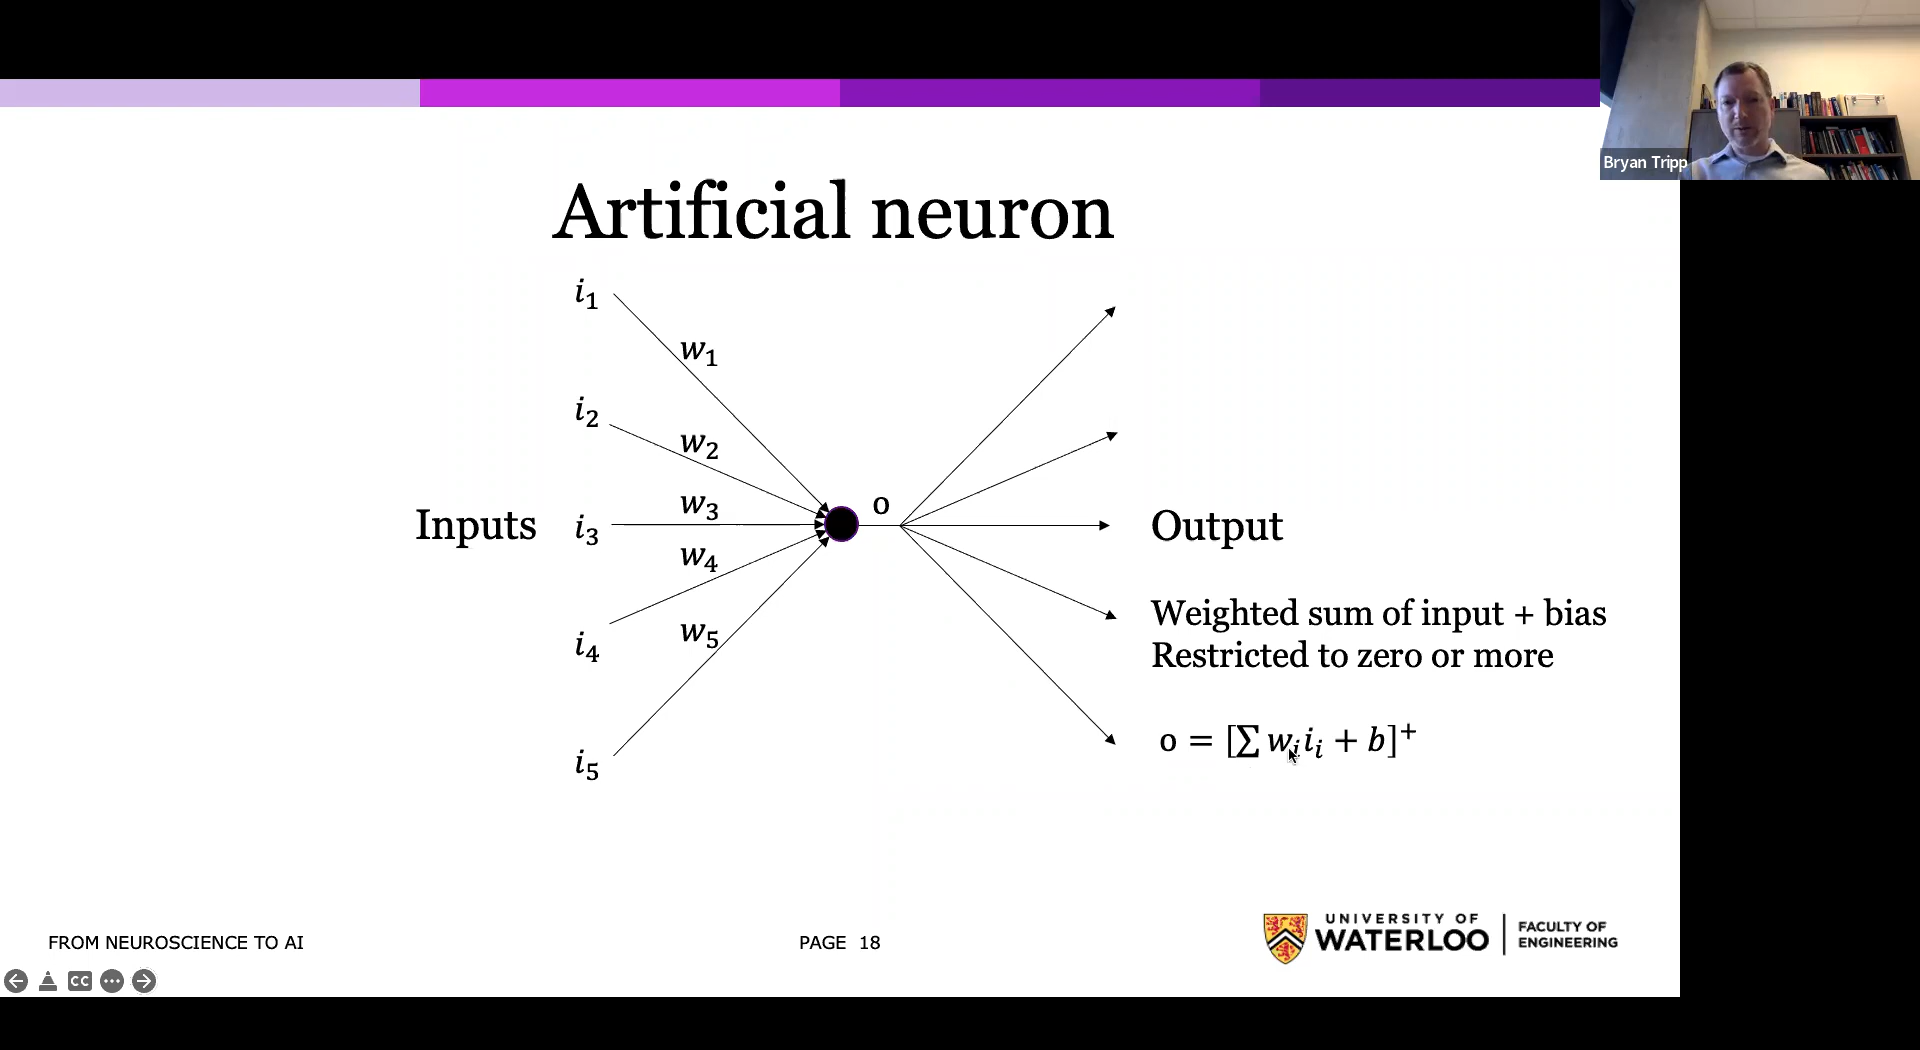 Bryan Tripp
Artificial neuron
i₁
w₁
i₂
w₂
w₃
o
Inputs
i₃
Output
w₄
Weighted sum of input + bias
w₅
i₄
Restricted to zero or more
o = [∑ wᵢiᵢ + b]⁺
i₅
FROM NEUROSCIENCE TO AI
PAGE 18
UNIVERSITY OF
WATERLOO
FACULTY OF
ENGINEERING
CC